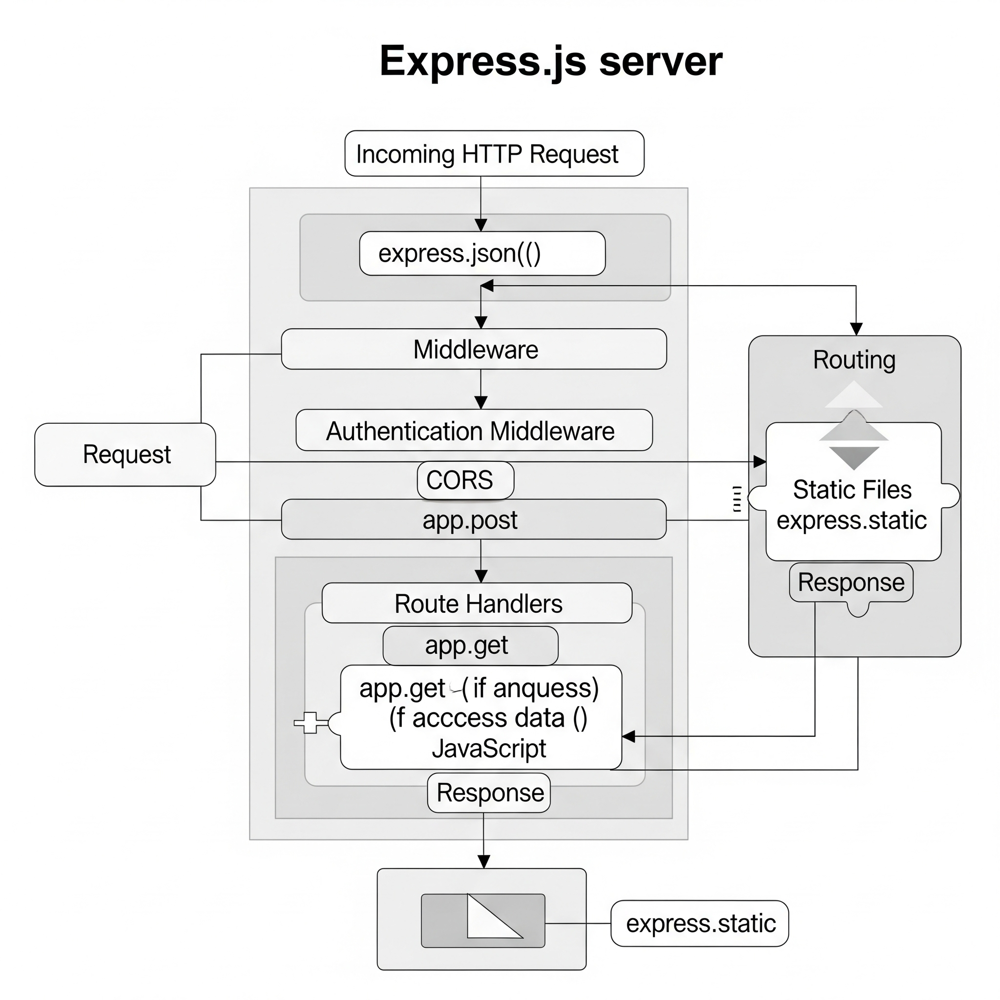 Express.js server
Incoming HTTP Request
express.json(()
Middleware
Routing
Authentication Middleware
Request
CORS
Static Files
express.static
app.post
Response
Route Handlers
app.get
app.get (if anquess)
(f acccess data ()
JavaScript
Response
express.static